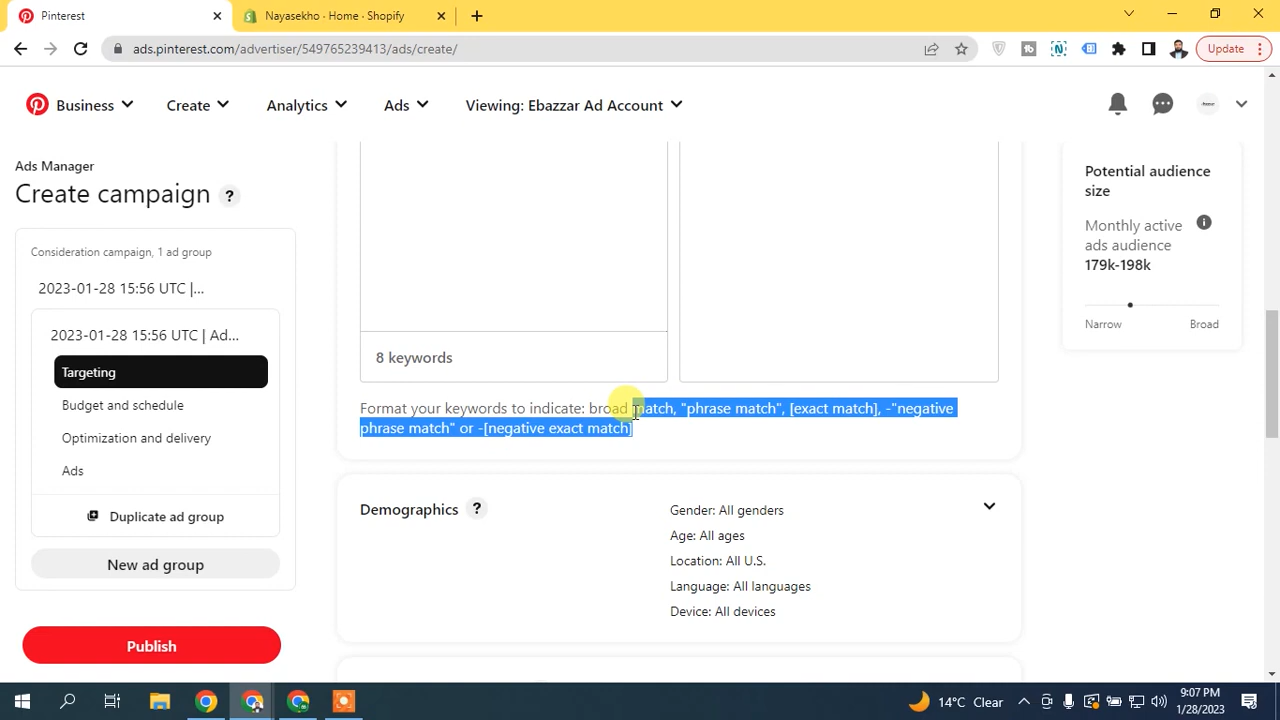 Pinterest
Nayasekho · Home · Shopify
ads.pinterest.com/advertiser/549765239413/ads/create/
Update
Business
Create
Analytics
Ads
Viewing: Ebazzar Ad Account
Ads Manager
Create campaign ?
Consideration campaign, 1 ad group
2023-01-28 15:56 UTC |...
2023-01-28 15:56 UTC | Ad...
Targeting
Budget and schedule
Optimization and delivery
Ads
Duplicate ad group
New ad group
Publish
8 keywords
Format your keywords to indicate: broad match, "phrase match", [exact match], -"negative
phrase match" or -[negative exact match]
Demographics ?
Gender: All genders
Age: All ages
Location: All U.S.
Language: All languages
Device: All devices
Potential audience
size
Monthly active
ads audience
179k-198k
Narrow
Broad
14°C Clear
9:07 PM
1/28/2023